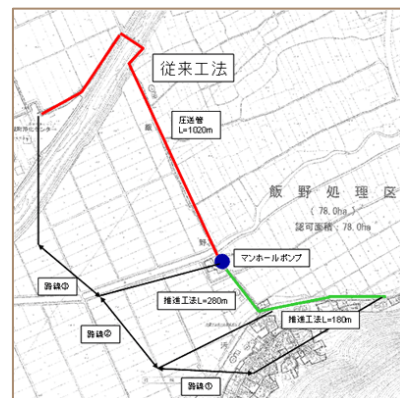 従来工法
圧送管
L=1020m
飯野処理区
(78.0ha)
認可面積:78.0ha
マンホールポンプ
推進工法L=280m
推進工法L=180m
路線③
路線②
路線①